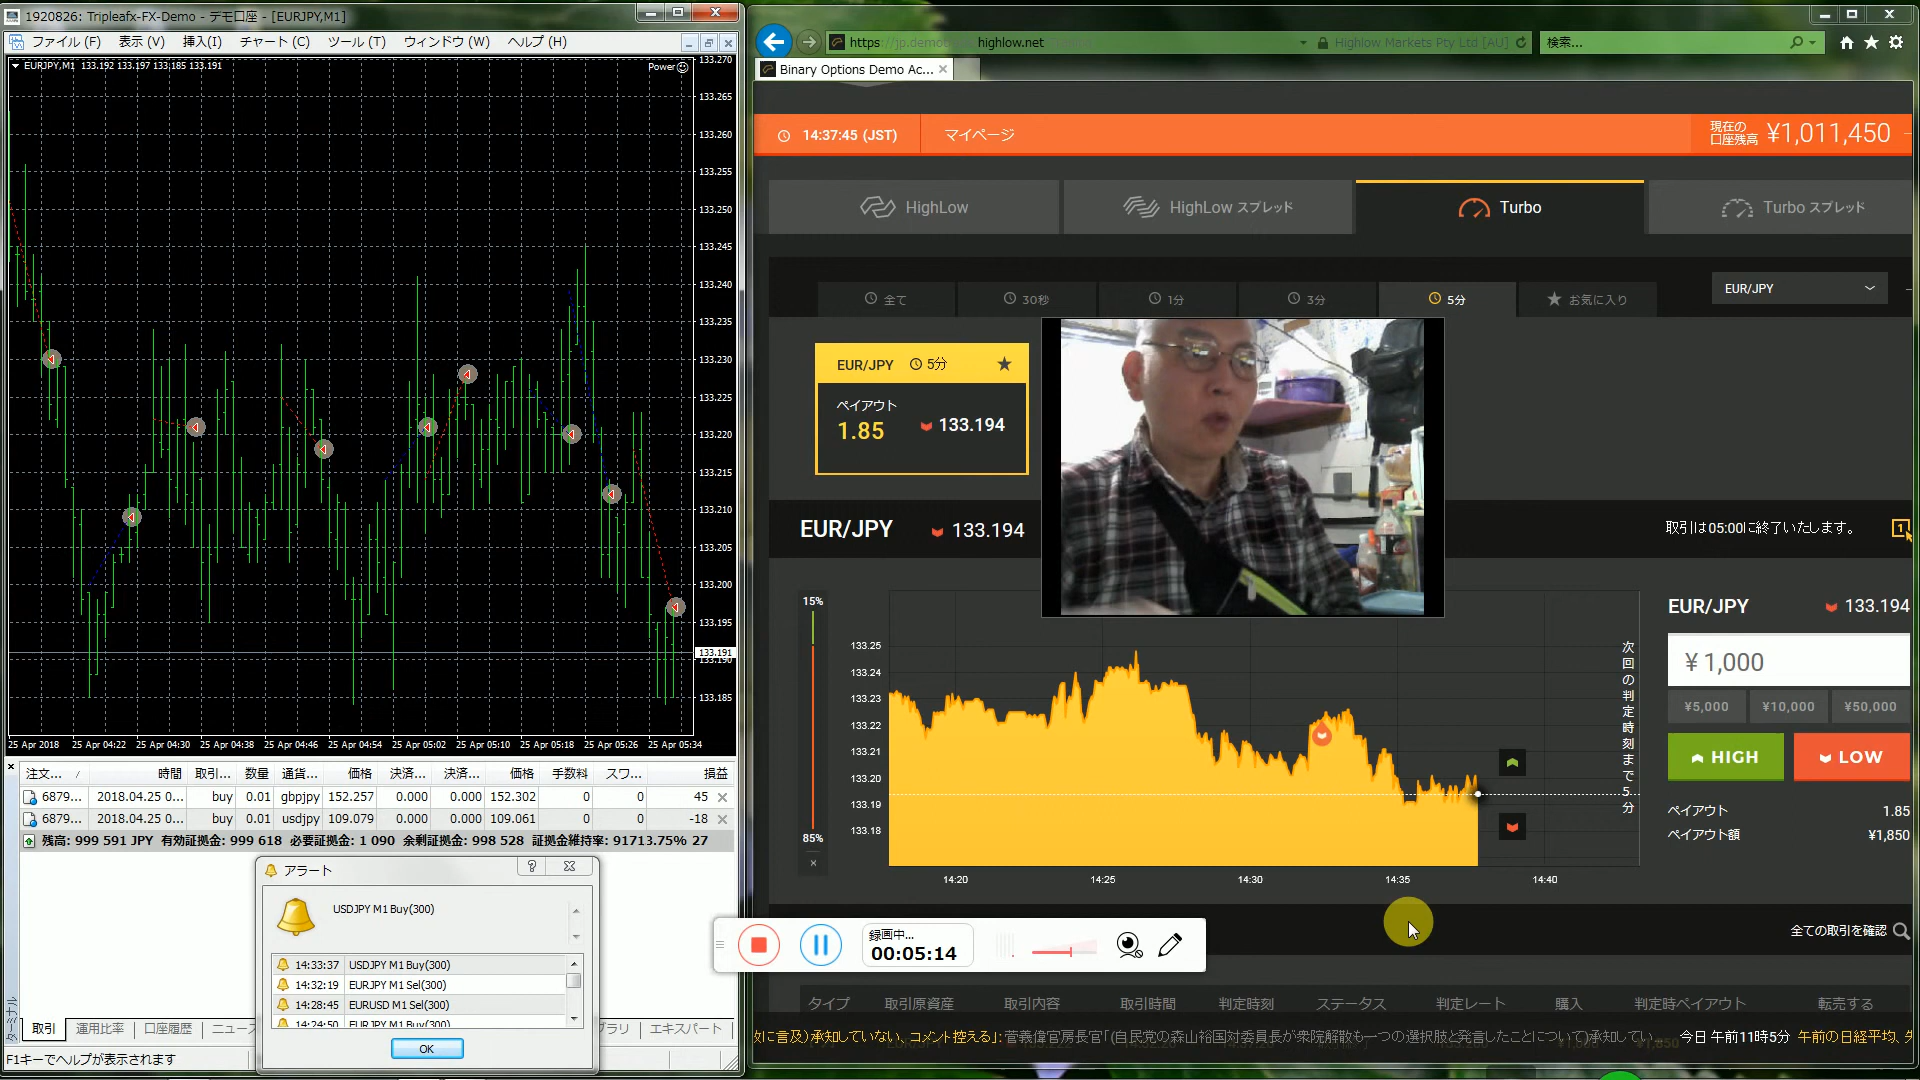 1920826: Tripleafx-FX-Demo - デモ口座 - [EURJPY,M1]
ファイル (F) 表示 (V) 挿入(I) チャート (C) ツール (T) ウィンドウ (W) ヘルプ (H)
EURJPY,M1 133.192 133.197 133.185 133.191
Power
133.270
133.265
133.260
133.255
133.250
133.245
133.240
133.235
133.230
133.225
133.220
133.215
133.210
133.205
133.200
133.195
133.191
133.190
133.185
25 Apr 2018 25 Apr 04:22 25 Apr 04:30 25 Apr 04:38 25 Apr 04:46 25 Apr 04:54 25 Apr 05:02 25 Apr 05:10 25 Apr 05:18 25 Apr 05:26 25 Apr 05:34
注文... 時間 取引... 数量 通貨... 価格 決済... 決済... 価格 手数料 スワ... 損益
6879... 2018.04.25 0... buy 0.01 gbpjpy 152.257 0.000 0.000 152.302 0 0 45
6879... 2018.04.25 0... buy 0.01 usdjpy 109.079 0.000 0.000 109.061 0 0 -18
残高: 999 591 JPY 有効証拠金: 999 618 必要証拠金: 1 090 余剰証拠金: 998 528 証拠金維持率: 91713.75% 27
アラート
USDJPY M1 Buy(300)
14:33:37 USDJPY M1 Buy(300)
14:32:19 EURJPY M1 Sel(300)
14:28:45 EURUSD M1 Sel(300)
14:24:50 EURJPY M1 Buy(300)
OK
ターミナル
取引 運用比率 口座履歴 ニュース ブラリ エキスパート
F1キーでヘルプが表示されます
https://jp.demo highlow.net
Highlow Markets Pty Ltd [AU]
検索...
Binary Options Demo Ac...
14:37:45 (JST) マイページ
現在の
口座残高 ¥1,011,450
HighLow HighLow スプレッド Turbo Turbo スプレッド
全て 30秒 1分 3分 5分 お気に入り
EUR/JPY
EUR/JPY 5分
ペイアウト
1.85 133.194
EUR/JPY 133.194
取引は05:00に終了いたします。
1
15%
85%
133.25
133.24
133.23
133.22
133.21
133.20
133.19
133.18
14:20 14:25 14:30 14:35 14:40
次回の判定時刻まで5分
EUR/JPY 133.194
¥ 1,000
¥5,000 ¥10,000 ¥50,000
HIGH LOW
ペイアウト 1.85
ペイアウト額 ¥1,850
全ての取引を確認
録画中...
00:05:14
タイプ 取引原資産 取引内容 取引時間 判定時刻 ステータス 判定レート 購入 判定時ペイアウト 転売する
に言及)承知していない、コメント控える」: 菅義偉官房長官「(自民党の森山裕国対委員長が衆院解散も一つの選択肢と発言したことについて)承知してい... 今日 午前11時5分 午前の日経平均、